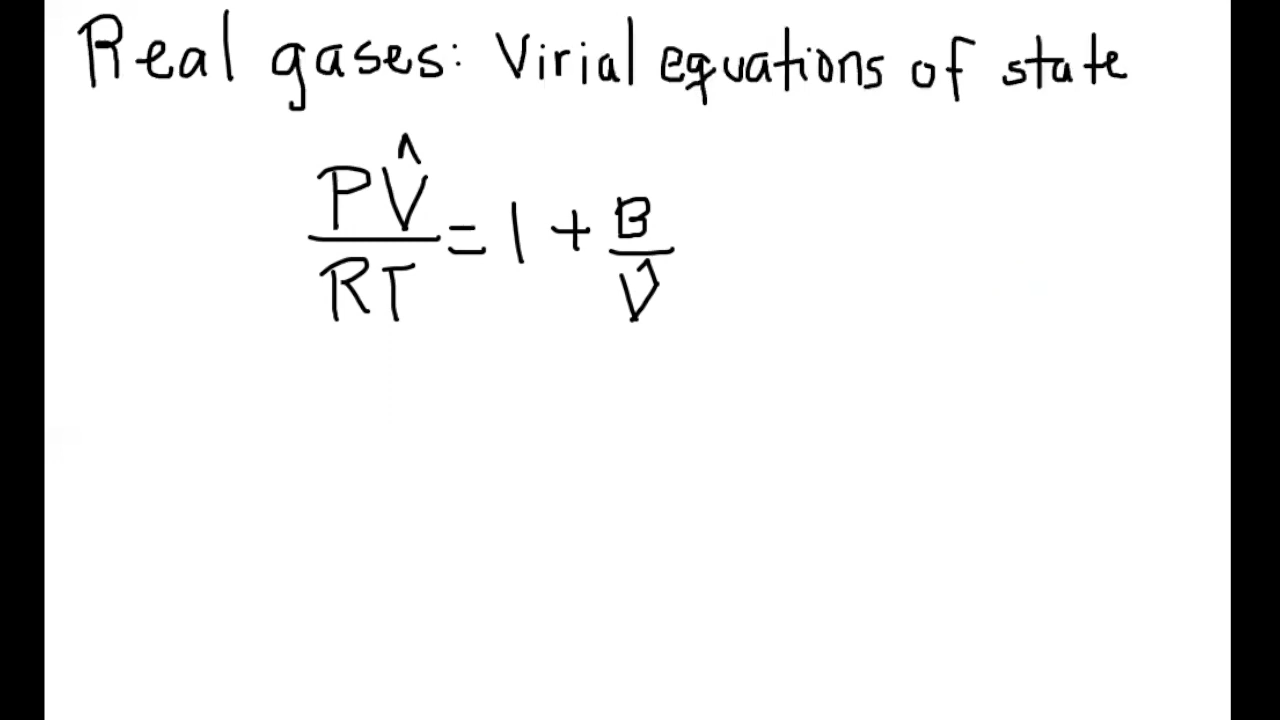 Real gases: Virial equations of state
PV̂/RT = 1 + B/V̂